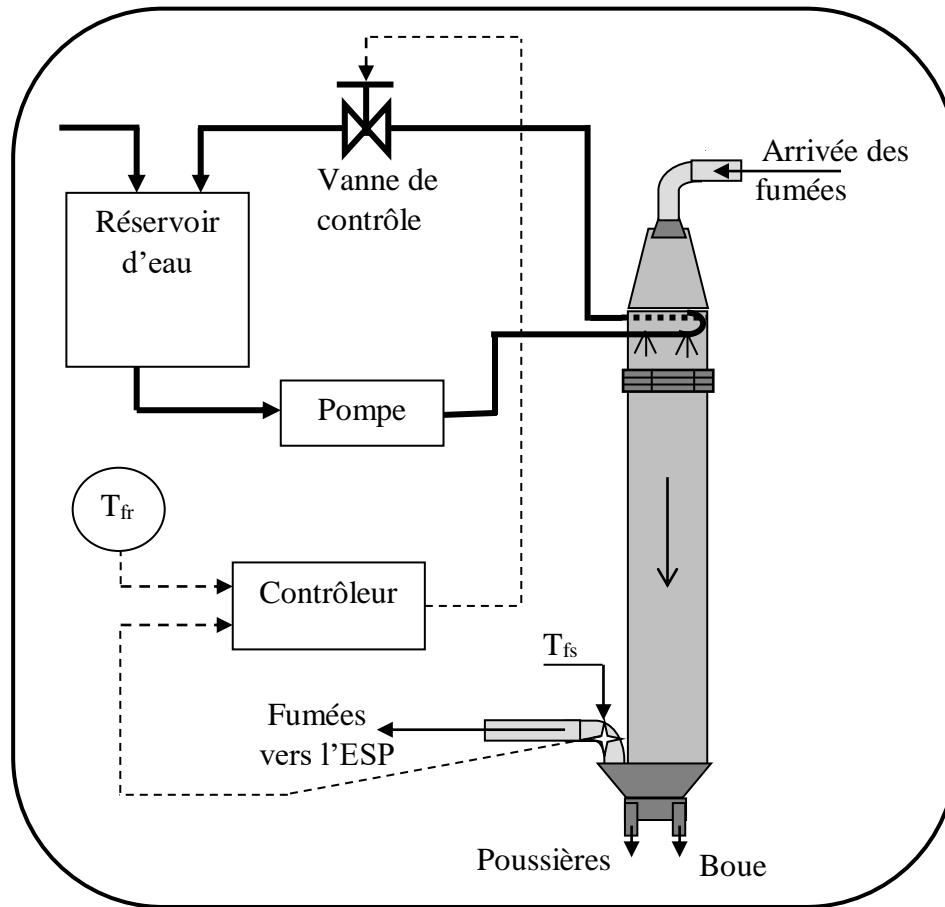 Arrivée des
fumées
Vanne de
contrôle
Réservoir
d’eau
Pompe
Tfr
Contrôleur
Tfs
Fumées
vers l’ESP
Poussières
Boue